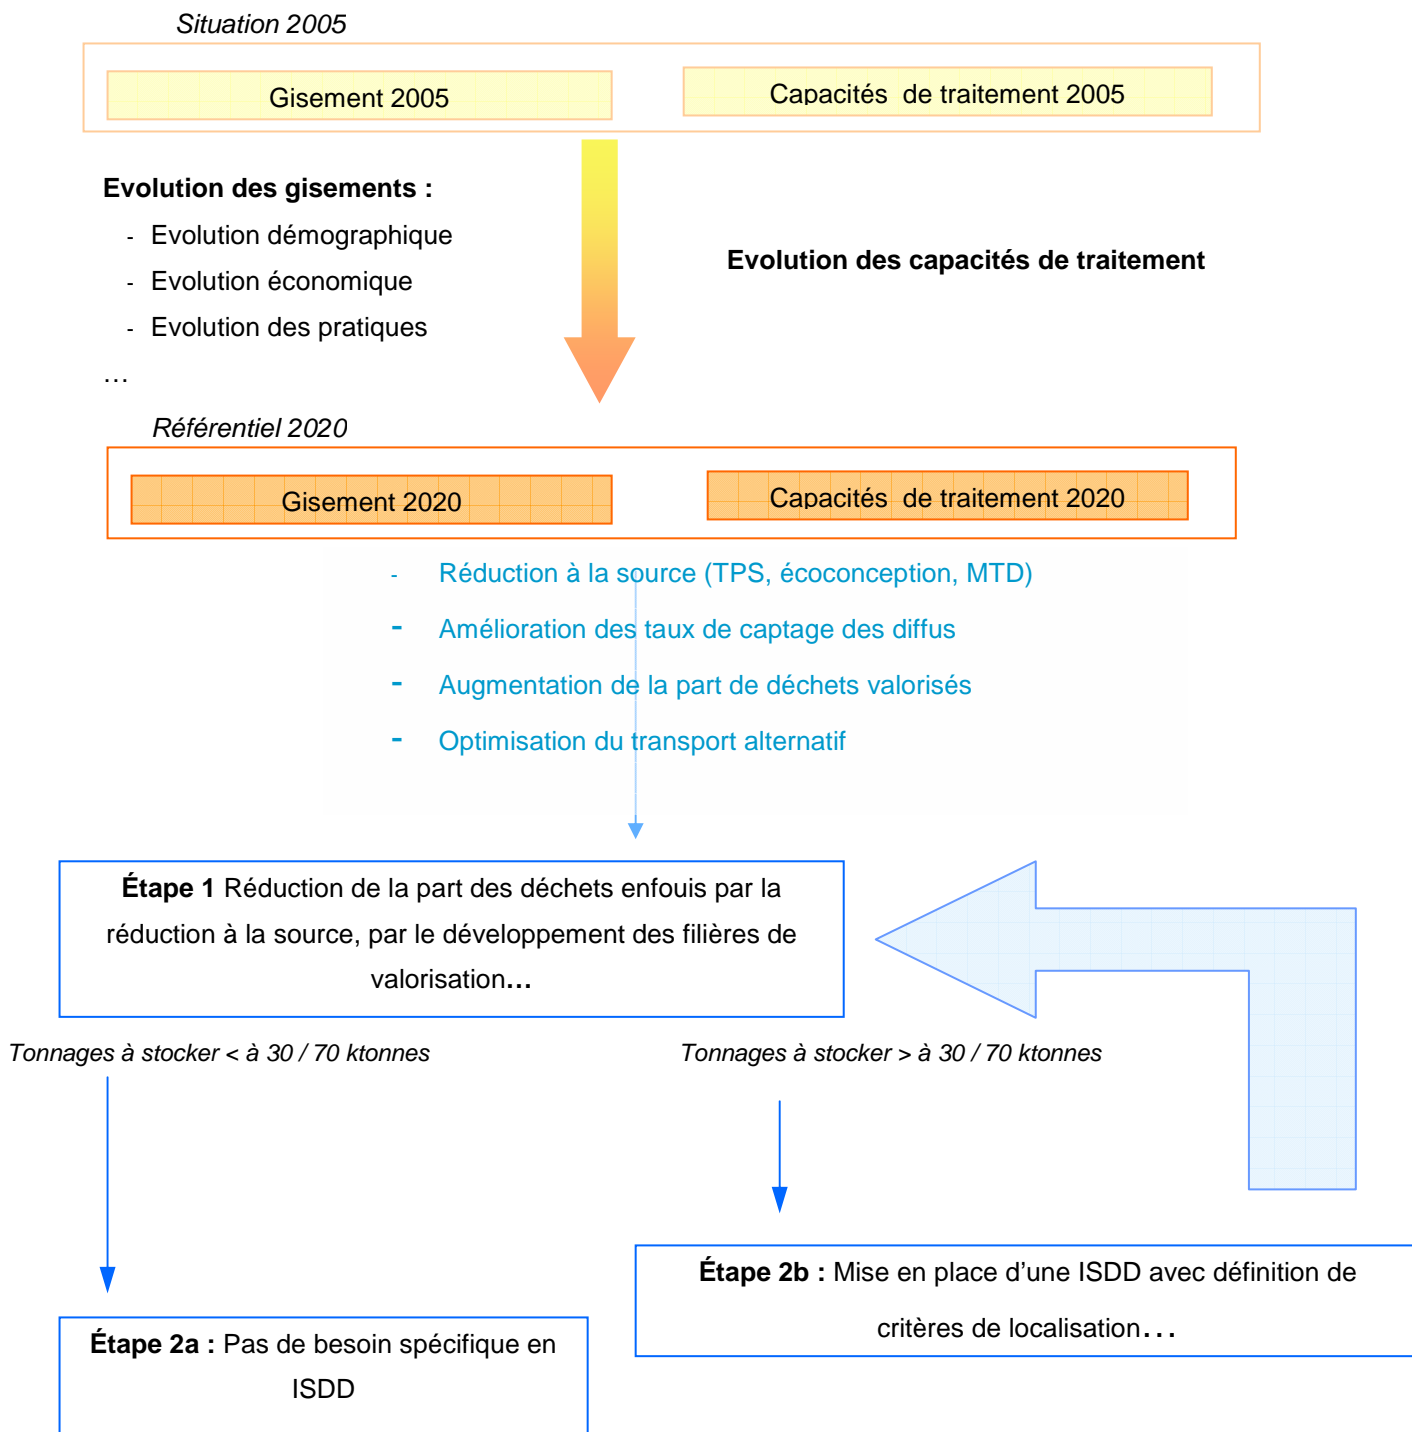 Situation 2005
Gisement 2005
Capacités de traitement 2005
Evolution des gisements :
- Evolution démographique
- Evolution économique
- Evolution des pratiques
…
Evolution des capacités de traitement
Référentiel 2020
Gisement 2020
Capacités de traitement 2020
- Réduction à la source (TPS, écoconception, MTD)
- Amélioration des taux de captage des diffus
- Augmentation de la part de déchets valorisés
- Optimisation du transport alternatif
Étape 1 Réduction de la part des déchets enfouis par la
réduction à la source, par le développement des filières de
valorisation…
Tonnages à stocker < à 30 / 70 ktonnes
Tonnages à stocker > à 30 / 70 ktonnes
Étape 2b : Mise en place d’une ISDD avec définition de
critères de localisation…
Étape 2a : Pas de besoin spécifique en
ISDD